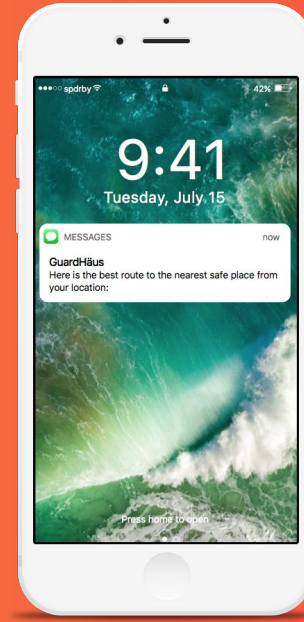 spdrby 42%
9:41
Tuesday, July 15
MESSAGES now
GuardHäus
Here is the best route to the nearest safe place from
your location:
Press home to open